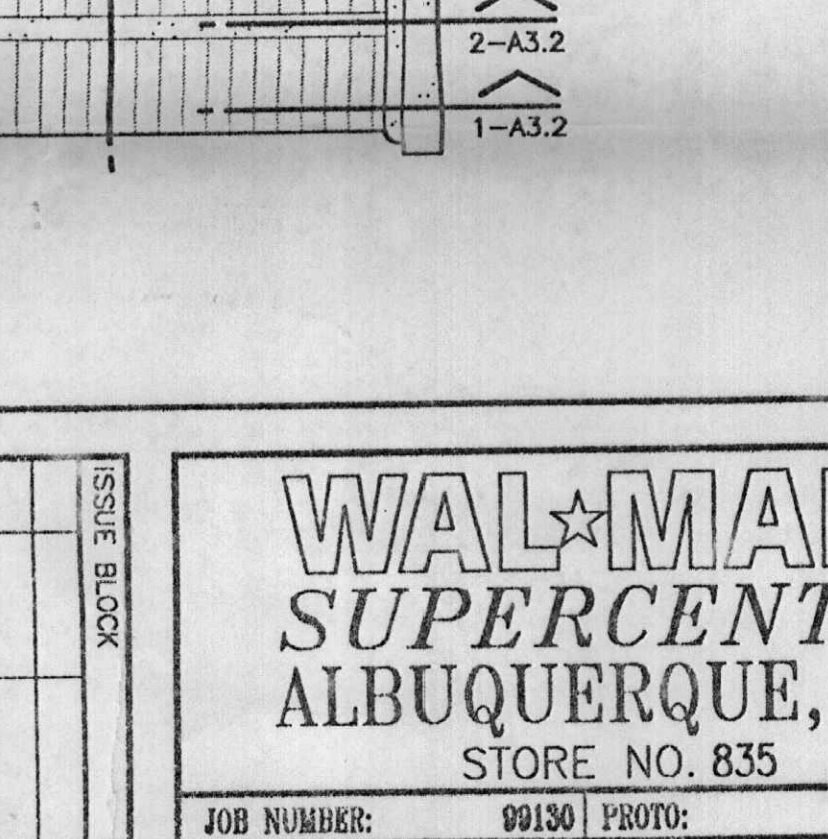 2-A3.2
1-A3.2
ISSUE BLOCK
WAL☆MA
SUPERCENT
ALBUQUERQUE,
STORE NO. 835
JOB NUMBER: 99130 PROTO: